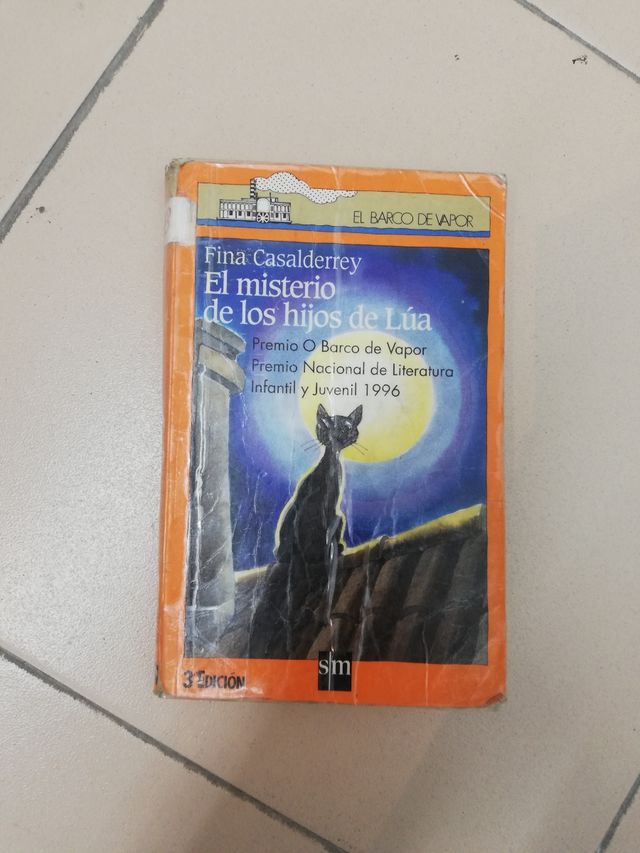 EL BARCO DE VAPOR
Fina Casalderrey
El misterio
de los hijos de Lúa
Premio O Barco de Vapor
Premio Nacional de Literatura
Infantil y Juvenil 1996
sm
3ª EDICIÓN